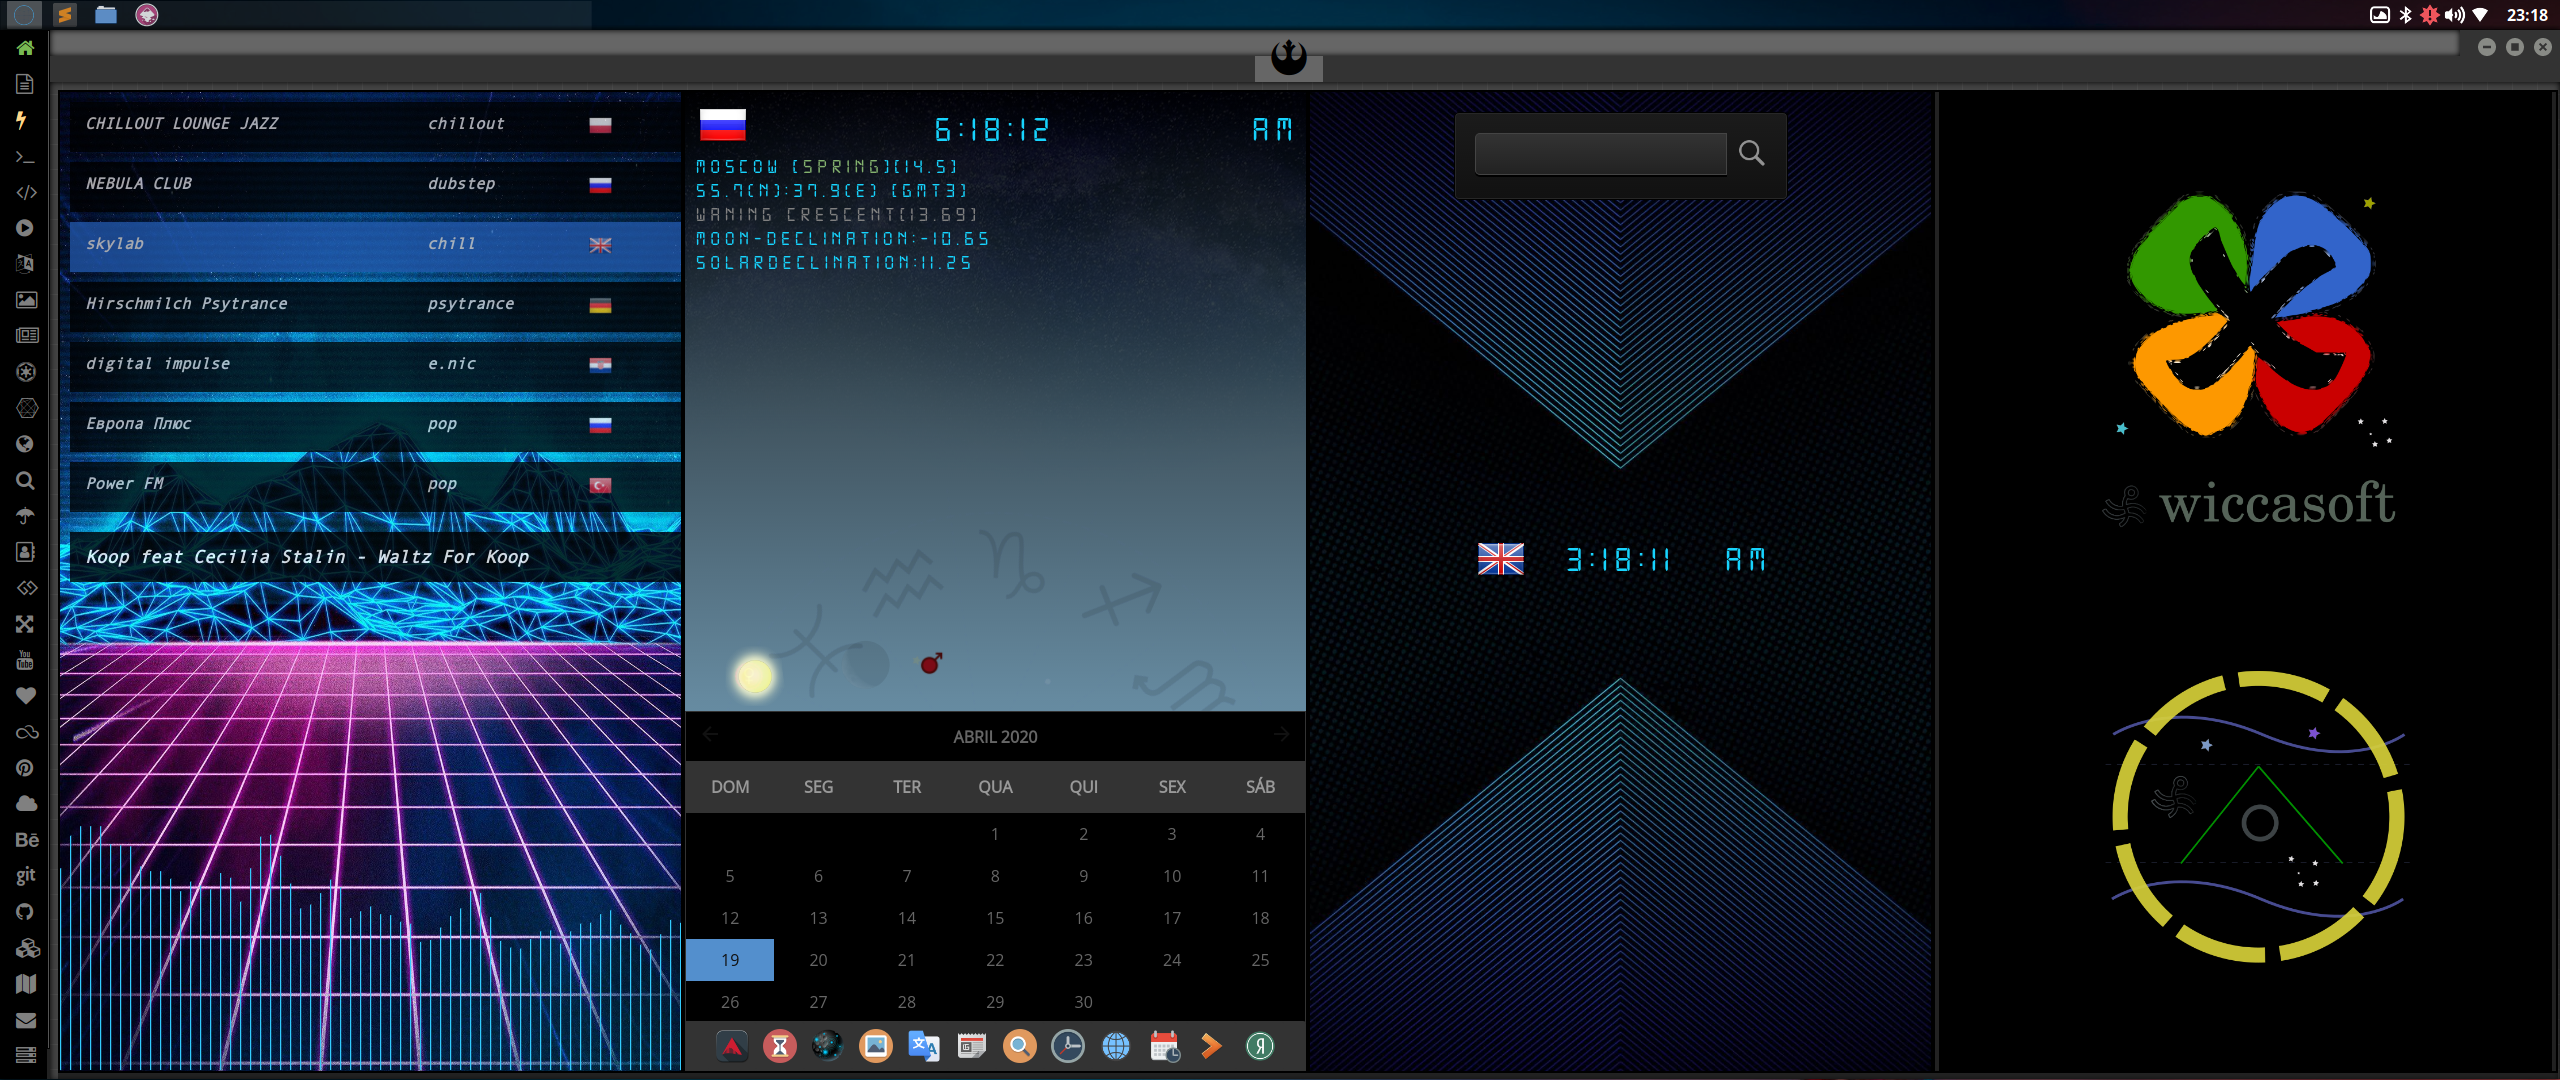 23:18
CHILLOUT LOUNGE JAZZ chillout
NEBULA CLUB dubstep
skylab chill
Hirschmilch Psytrance psytrance
digital impulse e.nic
Европа Плюс pop
Power FM pop
Koop feat Cecilia Stalin - Waltz For Koop
6:18:12 AM
MOSCOW [SPRING][14.5]
55.7(N):37.9(E) [GMT3]
WANING CRESCENT[13.69]
MOON-DECLINATION:-10.65
SOLARDECLINATION:11.25
ABRIL 2020
DOM SEG TER QUA QUI SEX SÁB
1 2 3 4
5 6 7 8 9 10 11
12 13 14 15 16 17 18
19 20 21 22 23 24 25
26 27 28 29 30
3:18:11 AM
wiccasoft
You Tube
Bē
git